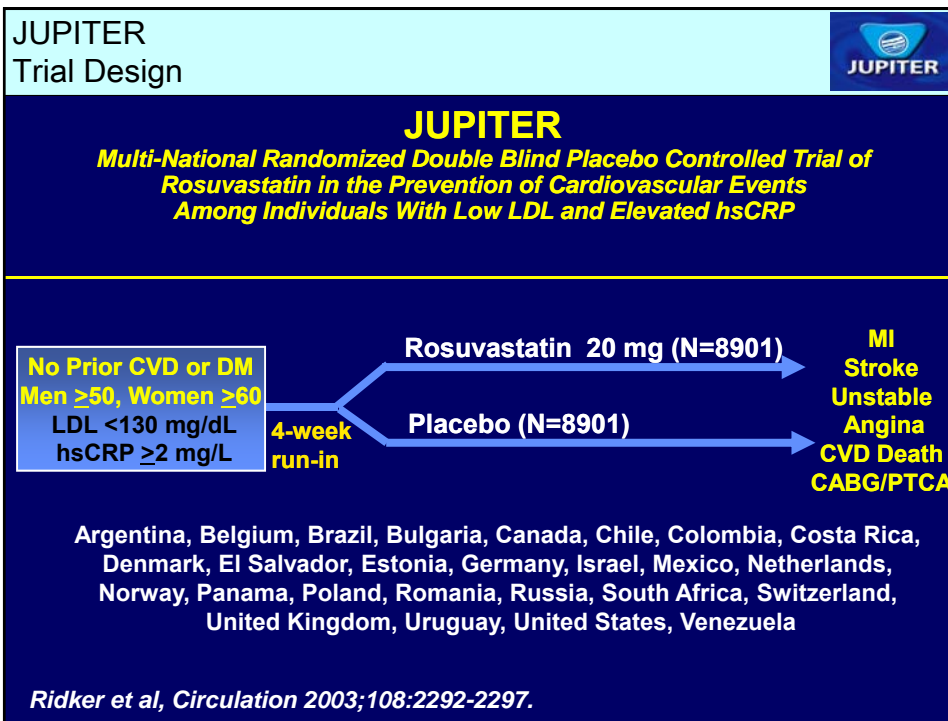 JUPITER
Trial Design
JUPITER
JUPITER
Multi-National Randomized Double Blind Placebo Controlled Trial of
Rosuvastatin in the Prevention of Cardiovascular Events
Among Individuals With Low LDL and Elevated hsCRP
No Prior CVD or DM
Men ≥50, Women ≥60
LDL <130 mg/dL
hsCRP ≥2 mg/L
4-week
run-in
Rosuvastatin 20 mg (N=8901)
Placebo (N=8901)
MI
Stroke
Unstable
Angina
CVD Death
CABG/PTCA
Argentina, Belgium, Brazil, Bulgaria, Canada, Chile, Colombia, Costa Rica,
Denmark, El Salvador, Estonia, Germany, Israel, Mexico, Netherlands,
Norway, Panama, Poland, Romania, Russia, South Africa, Switzerland,
United Kingdom, Uruguay, United States, Venezuela
Ridker et al, Circulation 2003;108:2292-2297.